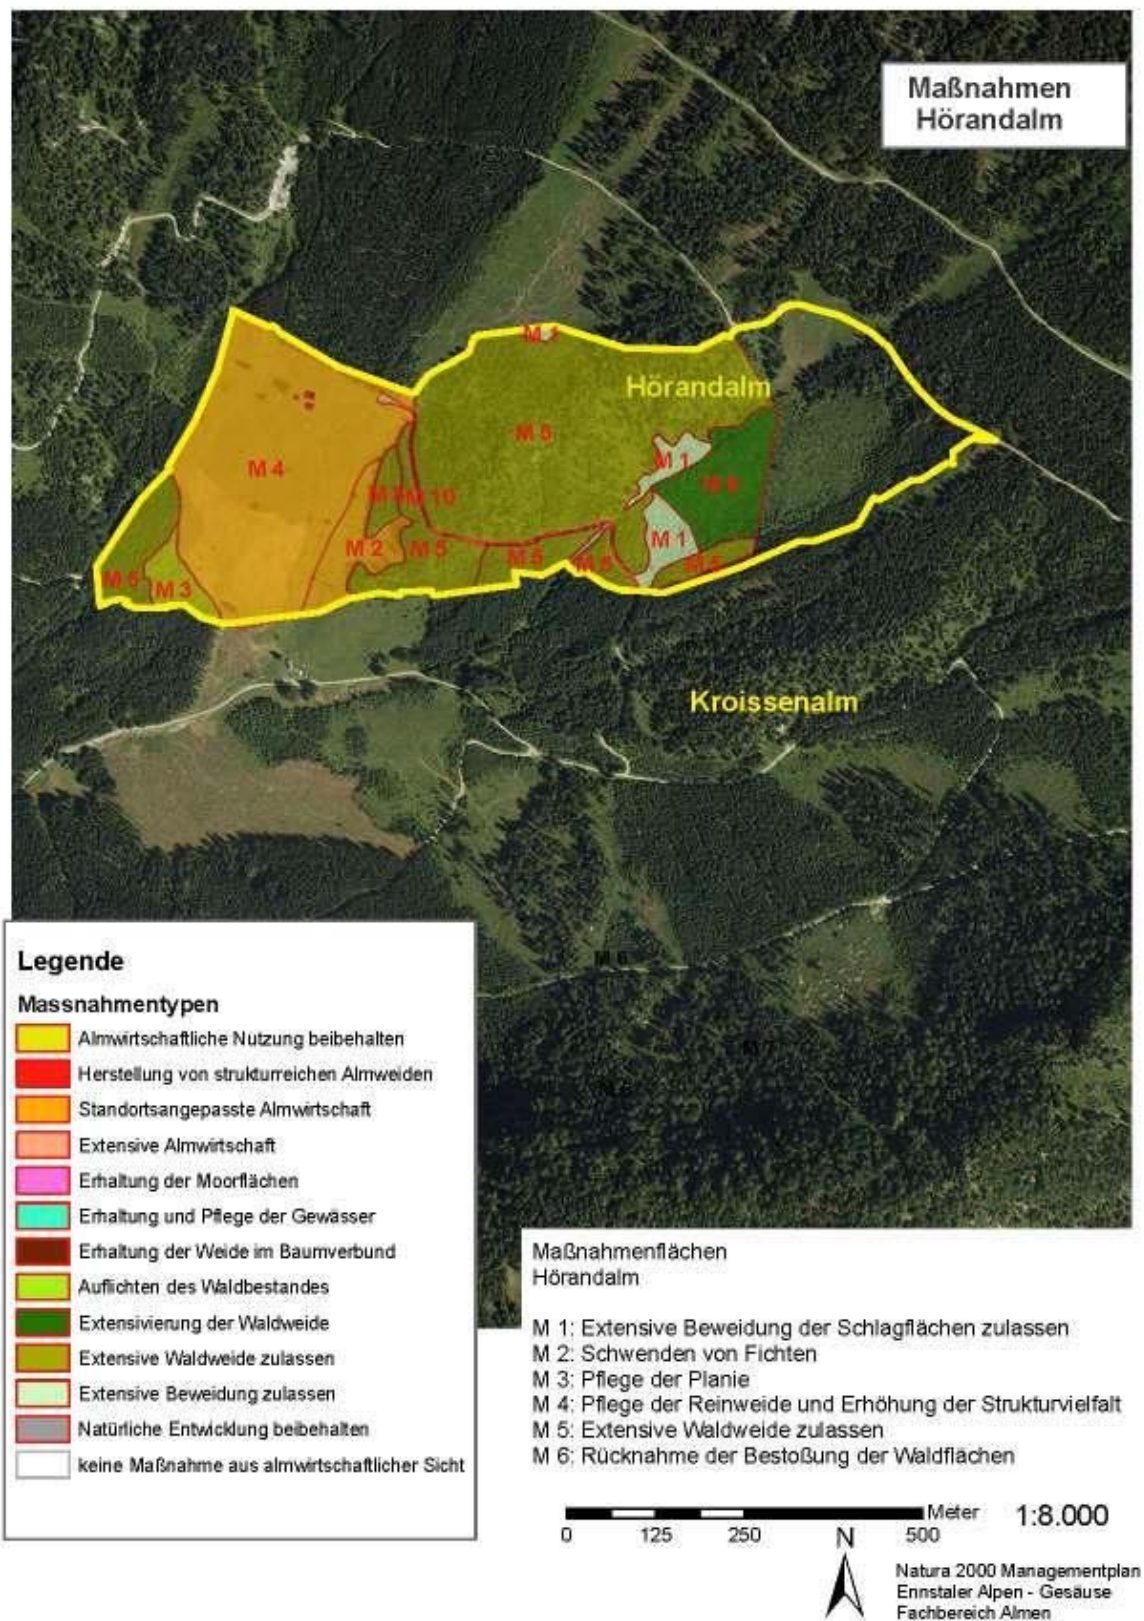 Maßnahmen
Hörandalm
M 1
Hörandalm
M 5
M 4
M 1
M 6
M 10
M 2
M 5
M 5
M 5
M 1
M 5
M 5
M 3
Kroissenalm
M 6
M 7
Legende
Massnahmentypen
Almwirtschaftliche Nutzung beibehalten
Herstellung von strukturreichen Almweiden
Standortsangepasste Almwirtschaft
Extensive Almwirtschaft
Erhaltung der Moorflächen
Erhaltung und Pflege der Gewässer
Erhaltung der Weide im Baumverbund
Auflichten des Waldbestandes
Extensivierung der Waldweide
Extensive Waldweide zulassen
Extensive Beweidung zulassen
Natürliche Entwicklung beibehalten
keine Maßnahme aus almwirtschaftlicher Sicht
Maßnahmenflächen
Hörandalm
M 1: Extensive Beweidung der Schlagflächen zulassen
M 2: Schwenden von Fichten
M 3: Pflege der Planie
M 4: Pflege der Reinweide und Erhöhung der Strukturvielfalt
M 5: Extensive Waldweide zulassen
M 6: Rücknahme der Bestoßung der Waldflächen
Meter
1:8.000
0 125 250 500
N
Natura 2000 Managementplan
Ennstaler Alpen - Gesäuse
Fachbereich Almen